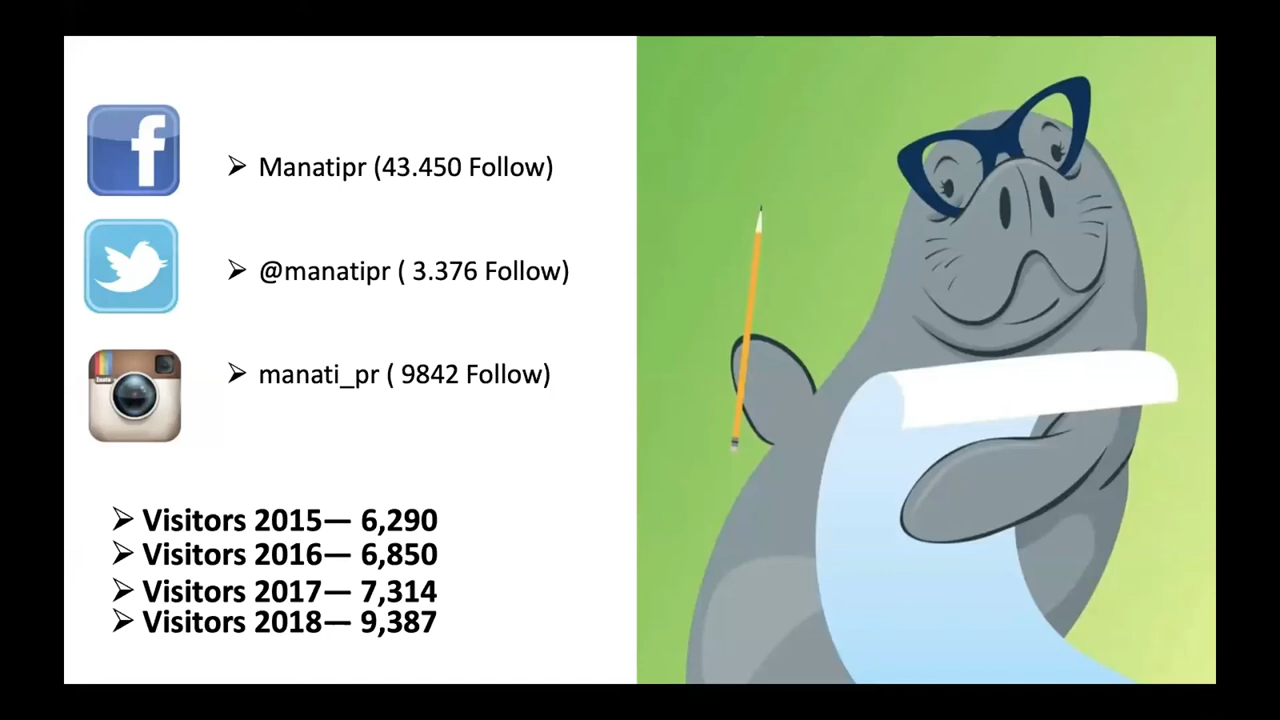 Manatipr (43.450 Follow)
@manatipr ( 3.376 Follow)
manati_pr ( 9842 Follow)
Visitors 2015— 6,290
Visitors 2016— 6,850
Visitors 2017— 7,314
Visitors 2018— 9,387